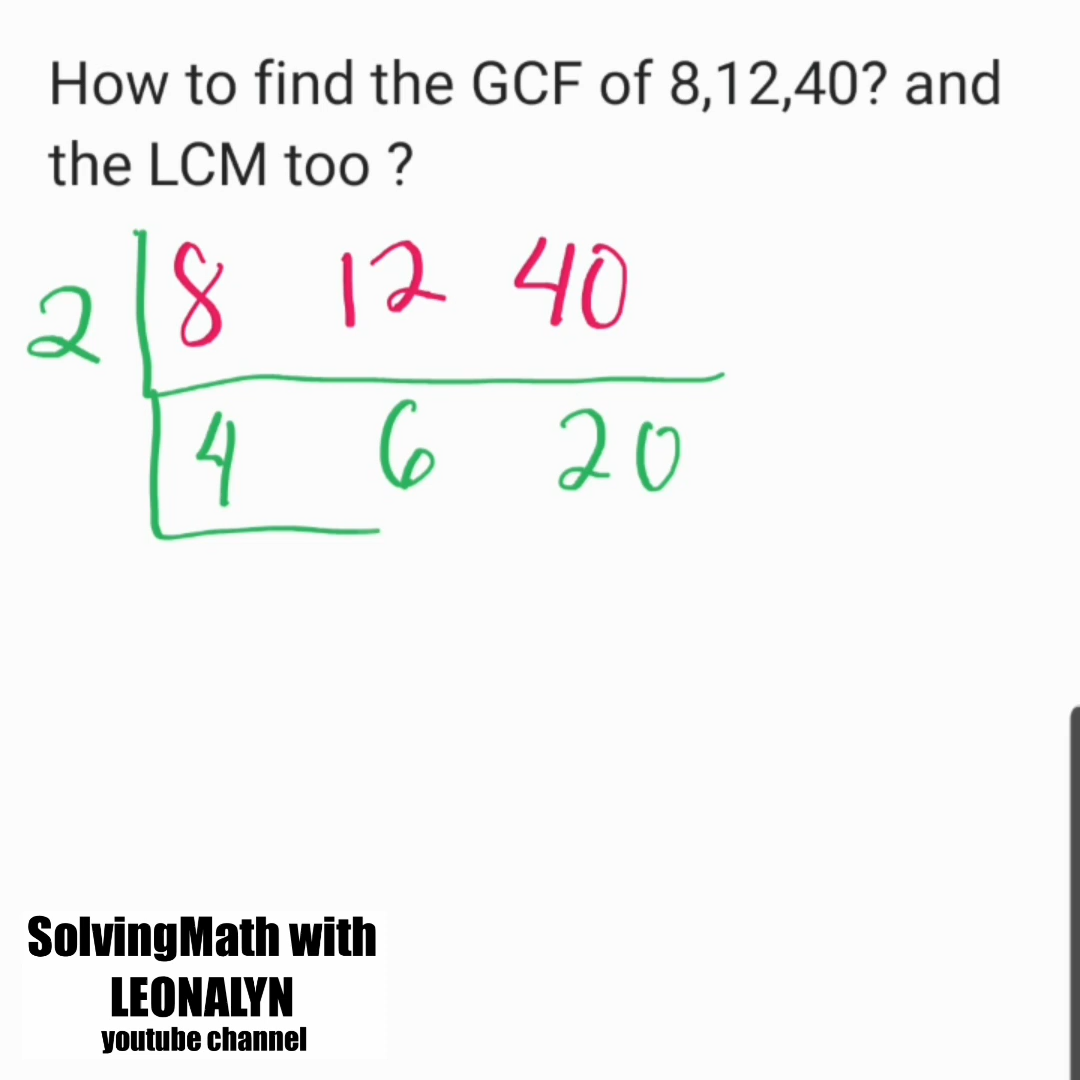 How to find the GCF of 8,12,40? and
the LCM too ?
2 8 12 40
4 6 20
SolvingMath with
LEONALYN
youtube channel